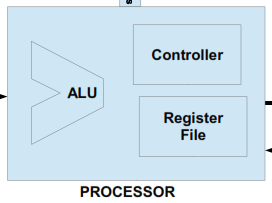 Controller
ALU
Register
File
PROCESSOR